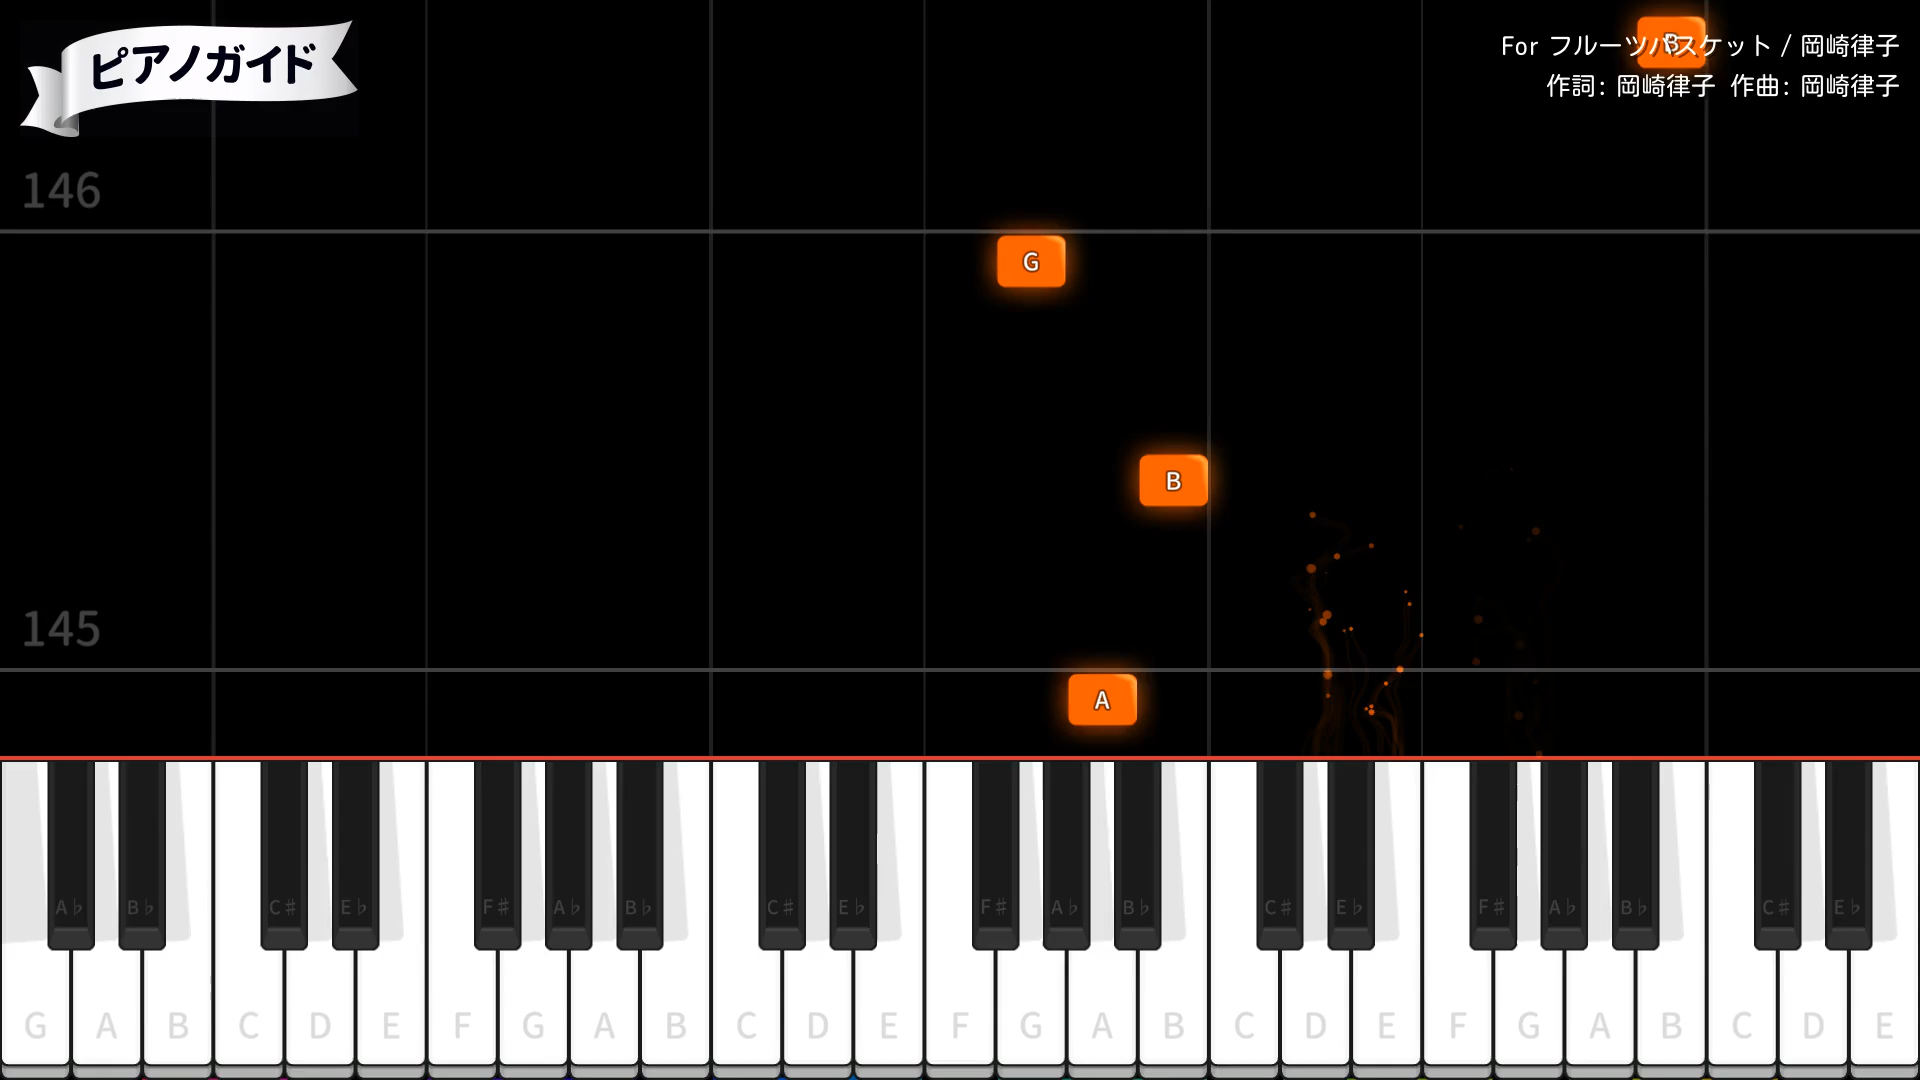 ピアノガイド
B
For フルーツバスケット / 岡崎律子
作詞: 岡崎律子 作曲: 岡崎律子
146
G
B
145
A
A♭ B♭ C♯ E♭ F♯ A♭ B♭ C♯ E♭ F♯ A♭ B♭ C♯ E♭ F♯ A♭ B♭ C♯ E♭
G A B C D E F G A B C D E F G A B C D E F G A B C D E